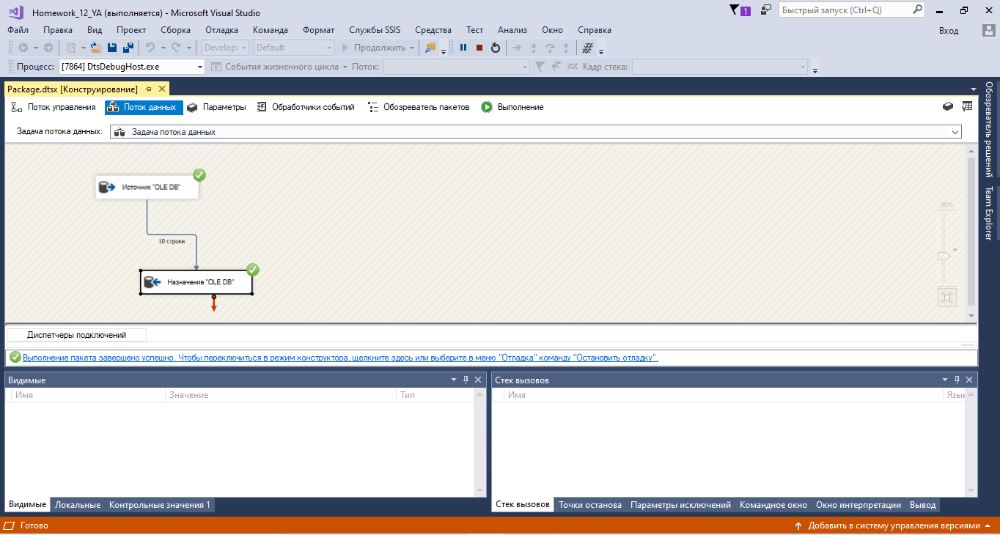 Homework_12_YA (выполняется) - Microsoft Visual Studio
1
Быстрый запуск (Ctrl+Q)
Файл Правка Вид Проект Сборка Отладка Команда Формат Службы SSIS Средства Тест Анализ Окно Справка
Вход
Developı Default Продолжить
Процесс: [7864] DtsDebugHost.exe События жизненного цикла Поток: Кадр стека:
Package.dtsx [Конструирование]
Поток управления Поток данных Параметры Обработчики событий Обозреватель пакетов Выполнение
Задача потока данных: Задача потока данных
Источник "OLE DB"
10 строки
Назначение "OLE DB"
80%
Обозреватель решений
Team Explorer
Диспетчеры подключений
Выполнение пакета завершено успешно. Чтобы переключиться в режим конструктора, щелкните здесь или выберите в меню "Отладка" команду "Остановить отладку".
Видимые
Имя Значение Тип
Видимые Локальные Контрольные значения 1
Стек вызовов
Имя Язык
Стек вызовов Точки останова Параметры исключений Командное окно Окно интерпретации Вывод
Готово
Добавить в систему управления версиями